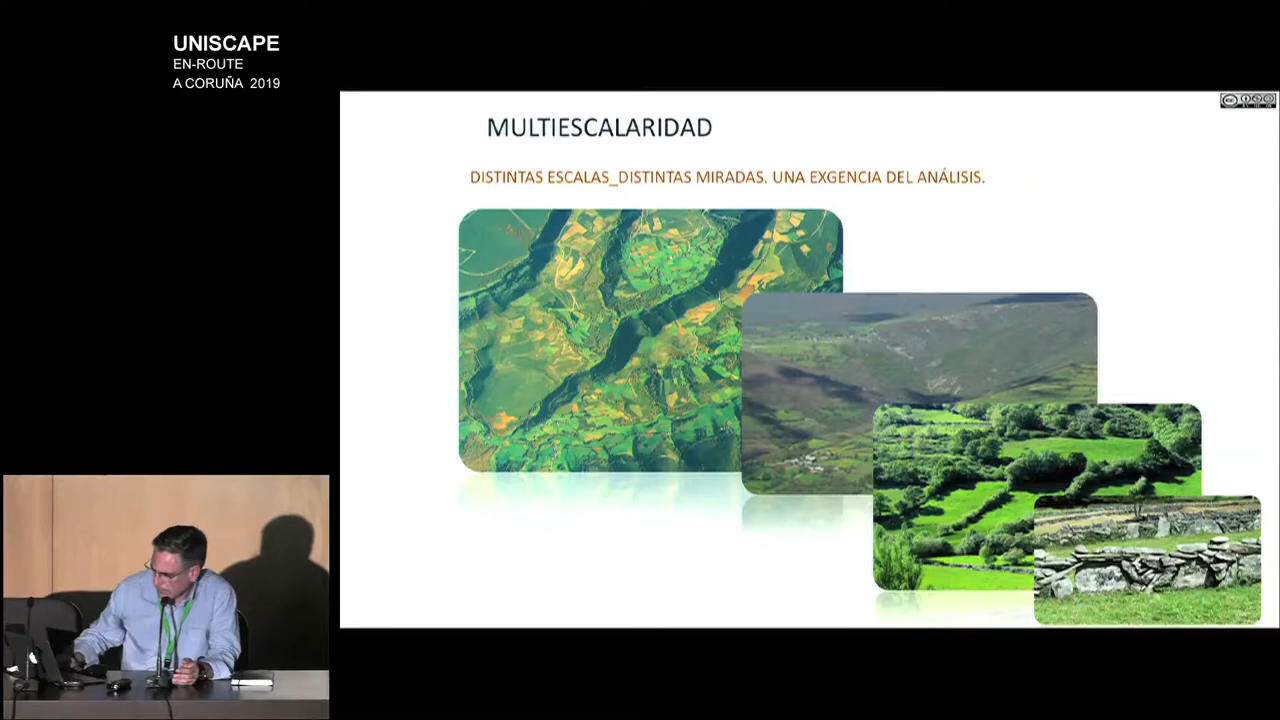 UNISCAPE
EN-ROUTE
A CORUÑA 2019
MULTIESCALARIDAD
DISTINTAS ESCALAS_DISTINTAS MIRADAS. UNA EXGENCIA DEL ANÁLISIS.